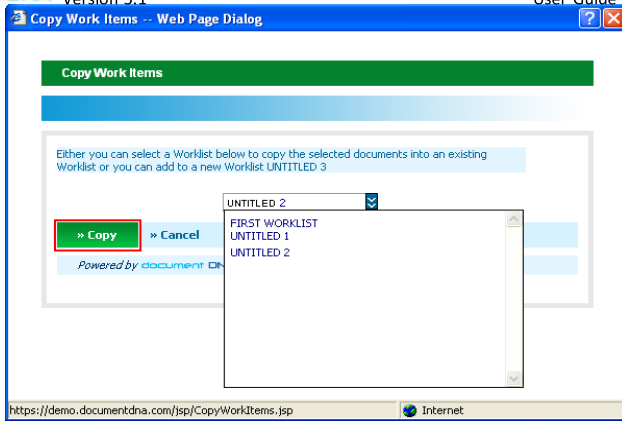 Version 5.1
User Guide
Copy Work Items -- Web Page Dialog
Copy Work Items
Either you can select a Worklist below to copy the selected documents into an existing
Worklist or you can add to a new Worklist UNTITLED 3
UNTITLED 2
FIRST WORKLIST
UNTITLED 1
UNTITLED 2
» Copy » Cancel
Powered by document
https://demo.documentdna.com/jsp/CopyWorkItems.jsp Internet